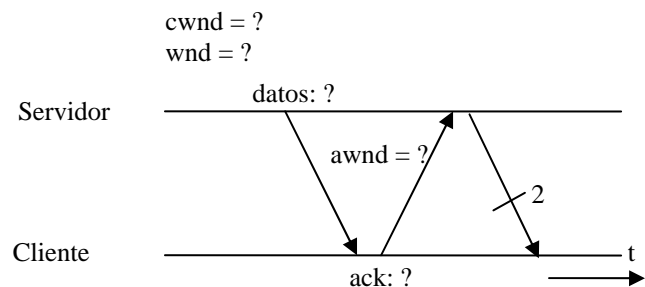 cwnd = ?
wnd = ?
datos: ?
Servidor
awnd = ?
2
Cliente
t
ack: ?